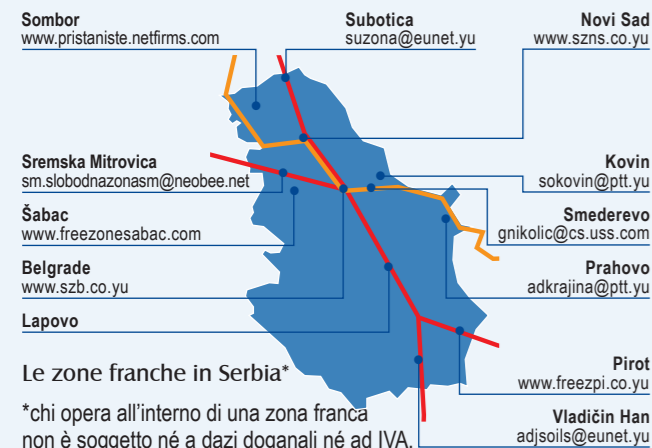 Sombor
www.pristaniste.netfirms.com
Subotica
suzona@eunet.yu
Novi Sad
www.szns.co.yu
Sremska Mitrovica
sm.slobodnazonasm@neobee.net
Šabac
www.freezonesabac.com
Belgrade
www.szb.co.yu
Lapovo
Kovin
sokovin@ptt.yu
Smederevo
gnikolic@cs.uss.com
Prahovo
adkrajina@ptt.yu
Pirot
www.freezpi.co.yu
Vladičin Han
adjsoils@eunet.yu
Le zone franche in Serbia*
*chi opera all'interno di una zona franca
non è soggetto né a dazi doganali né ad IVA.